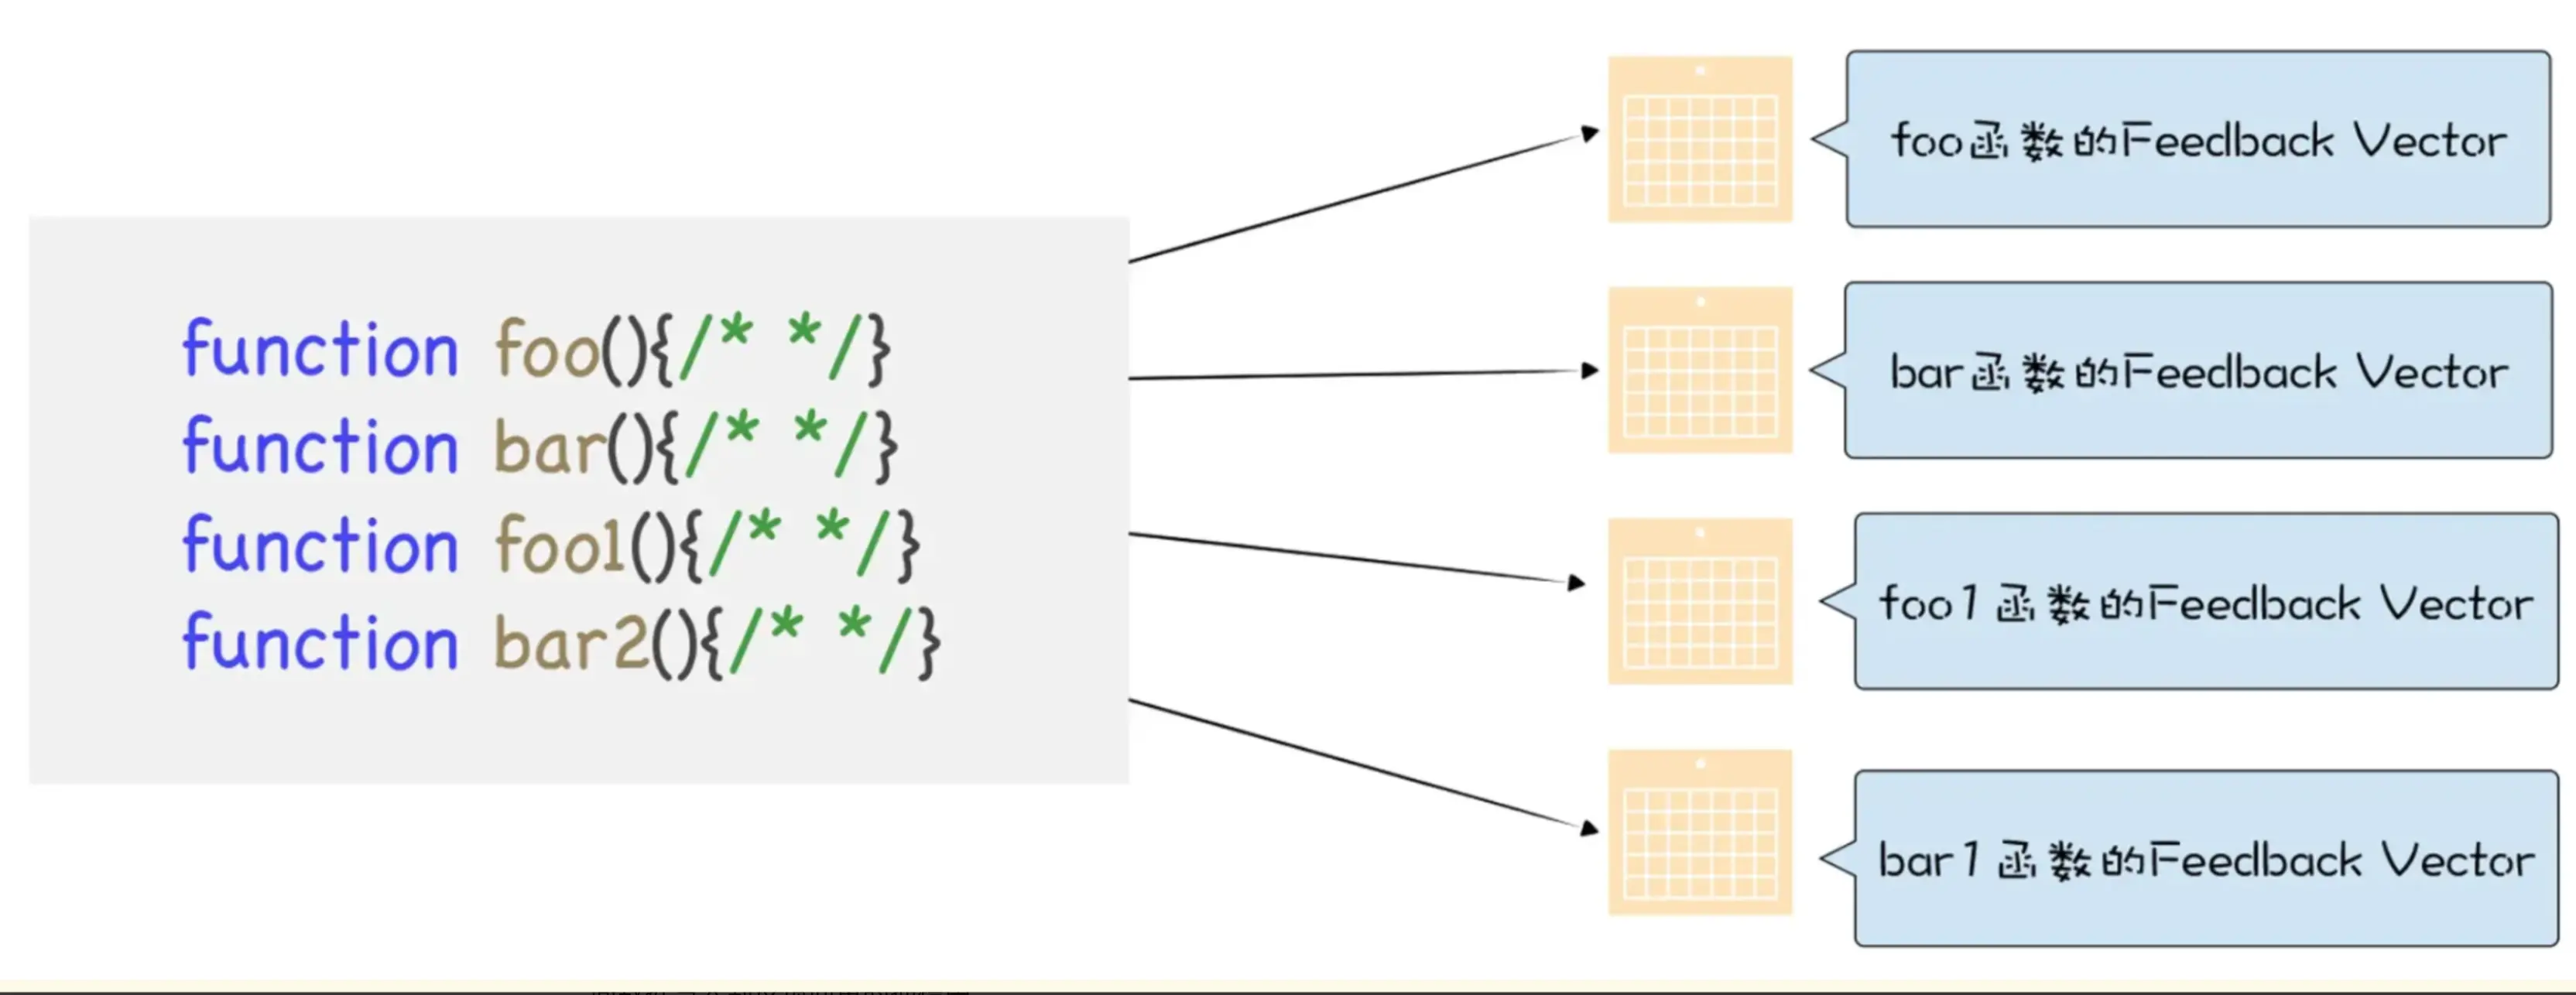 function foo(){/* */}
function bar(){/* */}
function foo1(){/* */}
function bar2(){/* */}
foo函数的Feedback Vector
bar函数的Feedback Vector
foo1函数的Feedback Vector
bar1函数的Feedback Vector